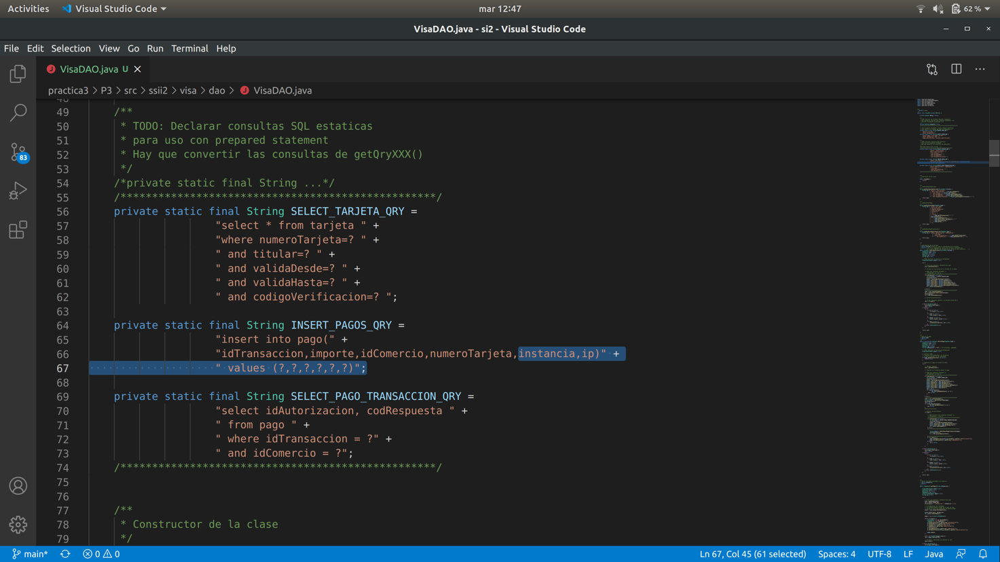 Activities Visual Studio Code mar 12:47 62 %
VisaDAO.java - si2 - Visual Studio Code
File Edit Selection View Go Run Terminal Help
VisaDAO.java U
practica3 > P3 > src > ssii2 > visa > dao > VisaDAO.java
48
49 /**
50 * TODO: Declarar consultas SQL estaticas
51 * para uso con prepared statement
52 * Hay que convertir las consultas de getQryXXX()
53 */
54 /*private static final String ...*/
55 /**************************************************/
56 private static final String SELECT_TARJETA_QRY =
57 "select * from tarjeta " +
58 "where numeroTarjeta=? " +
59 " and titular=? " +
60 " and validaDesde=? " +
61 " and validaHasta=? " +
62 " and codigoVerificacion=? ";
63
64 private static final String INSERT_PAGOS_QRY =
65 "insert into pago(" +
66 "idTransaccion,importe,idComercio,numeroTarjeta,instancia,ip)" +
67 " values (?,?,?,?,?,?)";
68
69 private static final String SELECT_PAGO_TRANSACCION_QRY =
70 "select idAutorizacion, codRespuesta " +
71 " from pago " +
72 " where idTransaccion = ?" +
73 " and idComercio = ?";
74 /**************************************************/
75
76
77 /**
78 * Constructor de la clase
79 */
83
main* 0 0 Ln 67, Col 45 (61 selected) Spaces: 4 UTF-8 LF Java